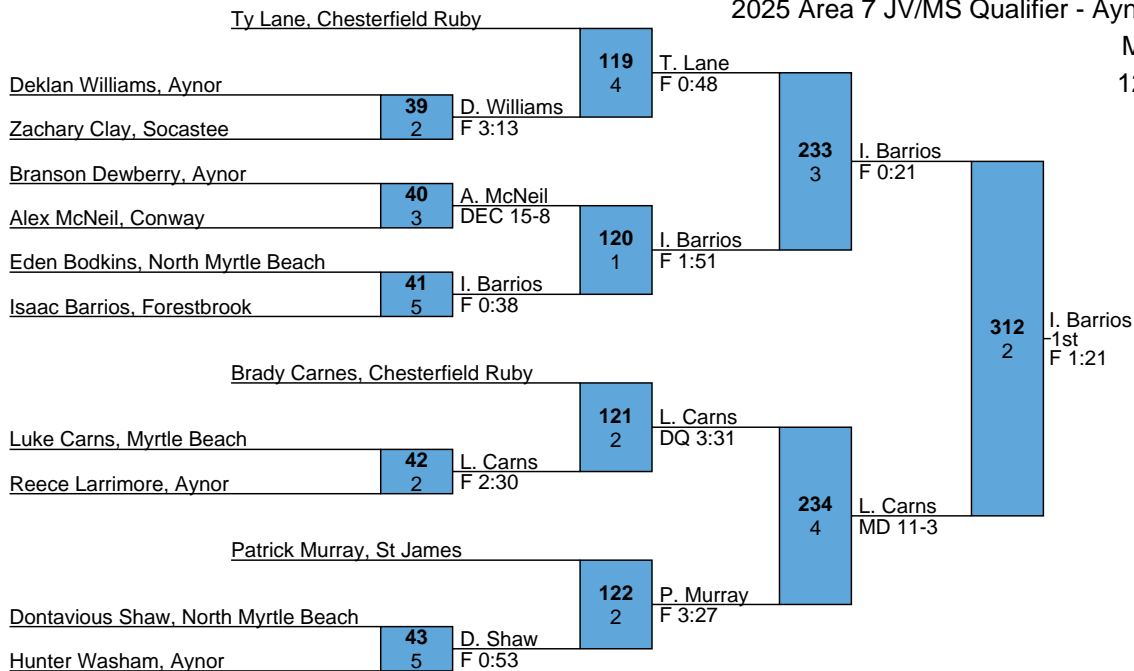 2025 Area 7 JV/MS Qualifier - Ayn
M
12
Ty Lane, Chesterfield Ruby
119
4
T. Lane
F 0:48
Deklan Williams, Aynor
39
2
D. Williams
F 3:13
Zachary Clay, Socastee
233
3
I. Barrios
F 0:21
Branson Dewberry, Aynor
40
3
A. McNeil
DEC 15-8
Alex McNeil, Conway
120
1
I. Barrios
F 1:51
Eden Bodkins, North Myrtle Beach
41
5
I. Barrios
F 0:38
Isaac Barrios, Forestbrook
312
2
I. Barrios
1st
F 1:21
Brady Carnes, Chesterfield Ruby
121
2
L. Carns
DQ 3:31
Luke Carns, Myrtle Beach
42
2
L. Carns
F 2:30
Reece Larrimore, Aynor
234
4
L. Carns
MD 11-3
Patrick Murray, St James
122
2
P. Murray
F 3:27
Dontavious Shaw, North Myrtle Beach
43
5
D. Shaw
F 0:53
Hunter Washam, Aynor